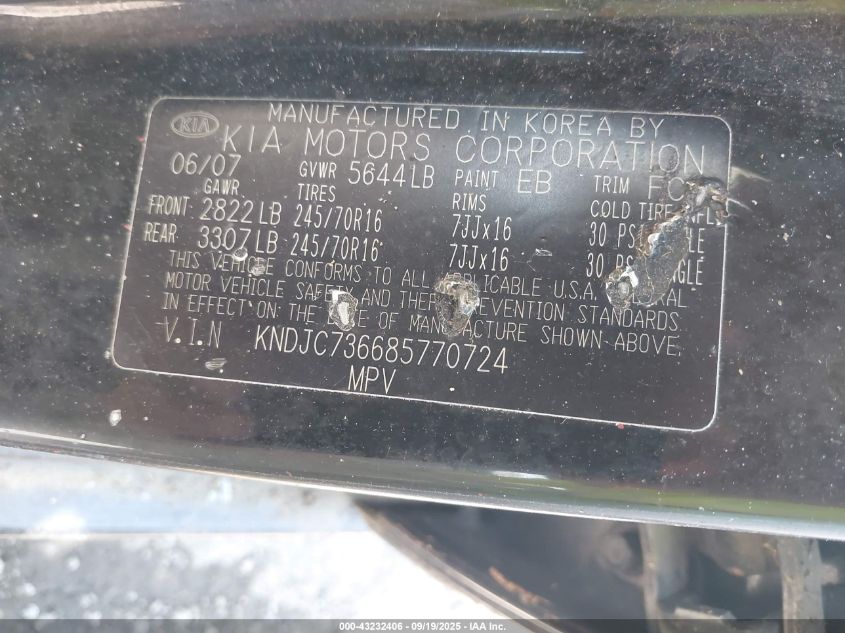 MANUFACTURED IN KOREA BY
KIA KIA MOTORS CORPORATION
06/07 GVWR 5644LB PAINT EB TRIM FC
GAWR TIRES RIMS COLD TIRE
FRONT 2822LB 245/70R16 7JJx16 30
REAR 3307LB 245/70R16 7JJx16 30
THIS VEHICLE CONFORMS TO ALL APPLICABLE U.S.A.
MOTOR VEHICLE SAFETY AND STANDARDS
IN EFFECT ON THE OF MANUFACTURE SHOWN ABOVE.
V.I.N KNDJC736685770724
MPV
000-43232406 - 09/19/2025 - IAA Inc.